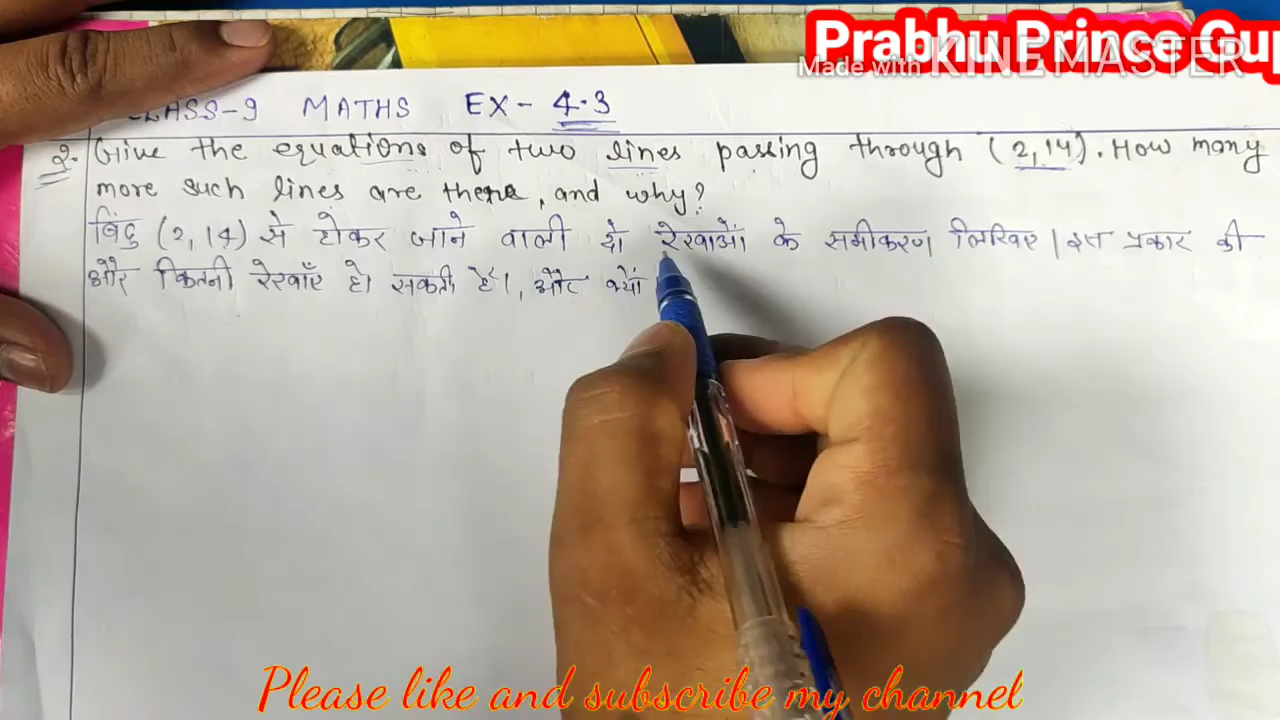 Prabhu Prince Gup
Made with KINEMASTER
CLASS-9 MATHS EX- 4.3
2. Give the equations of two lines passing through (2,14). How many
more such lines are there, and why?
बिंदु (2, 14) से होकर जाने वाली दो रेखाओं के समीकरण लिखिए। इस प्रकार की
और कितनी रेखाएँ हो सकती हैं, और क्यों
Please like and subscribe my channel